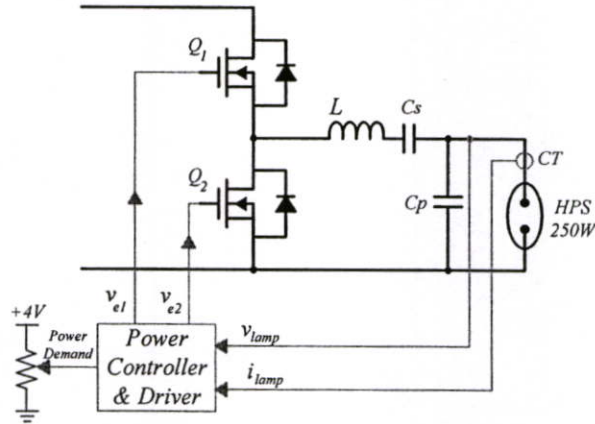 Q1
L
Cs
CT
Q2
Cp
HPS
250W
ve1
ve2
+4V
Power
Demand
Power
Controller
& Driver
vlamp
ilamp